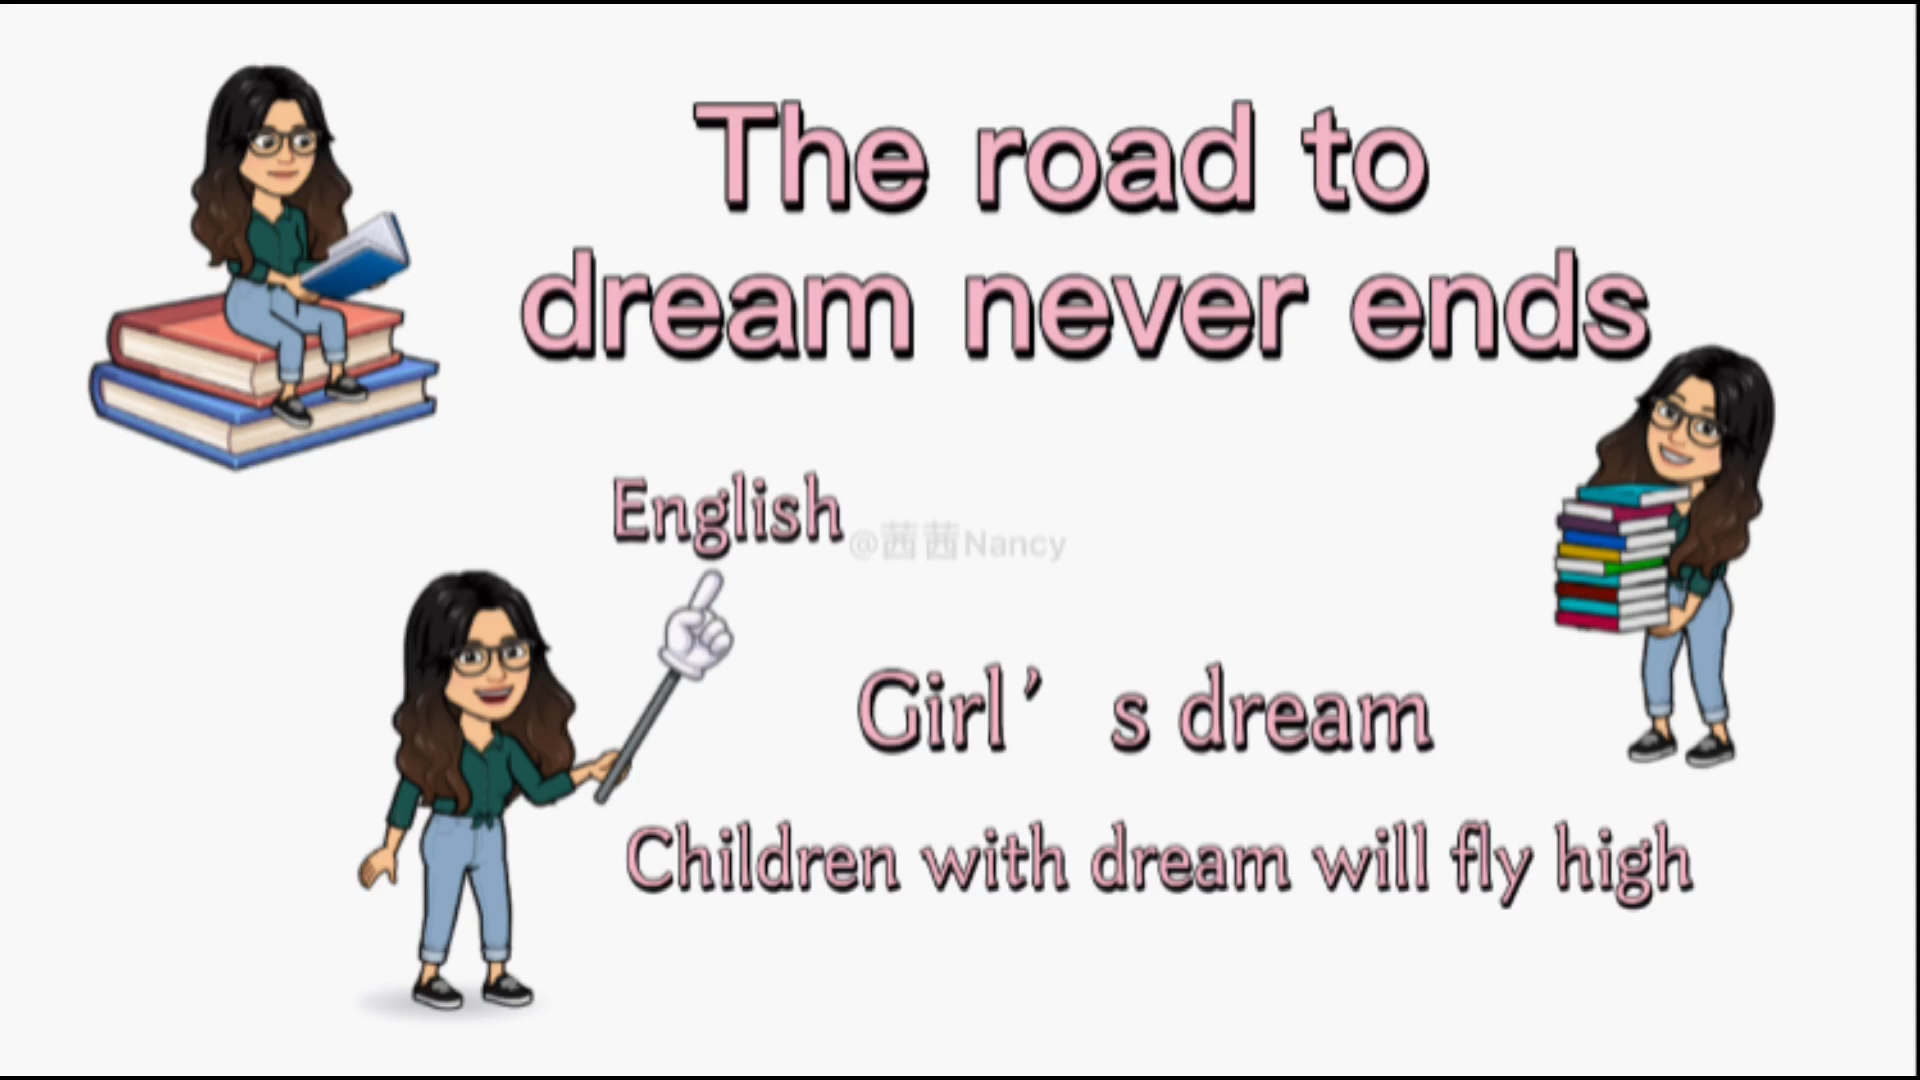 The road to
dream never ends
English
@茜茜Nancy
Girl’s dream
Children with dream will fly high